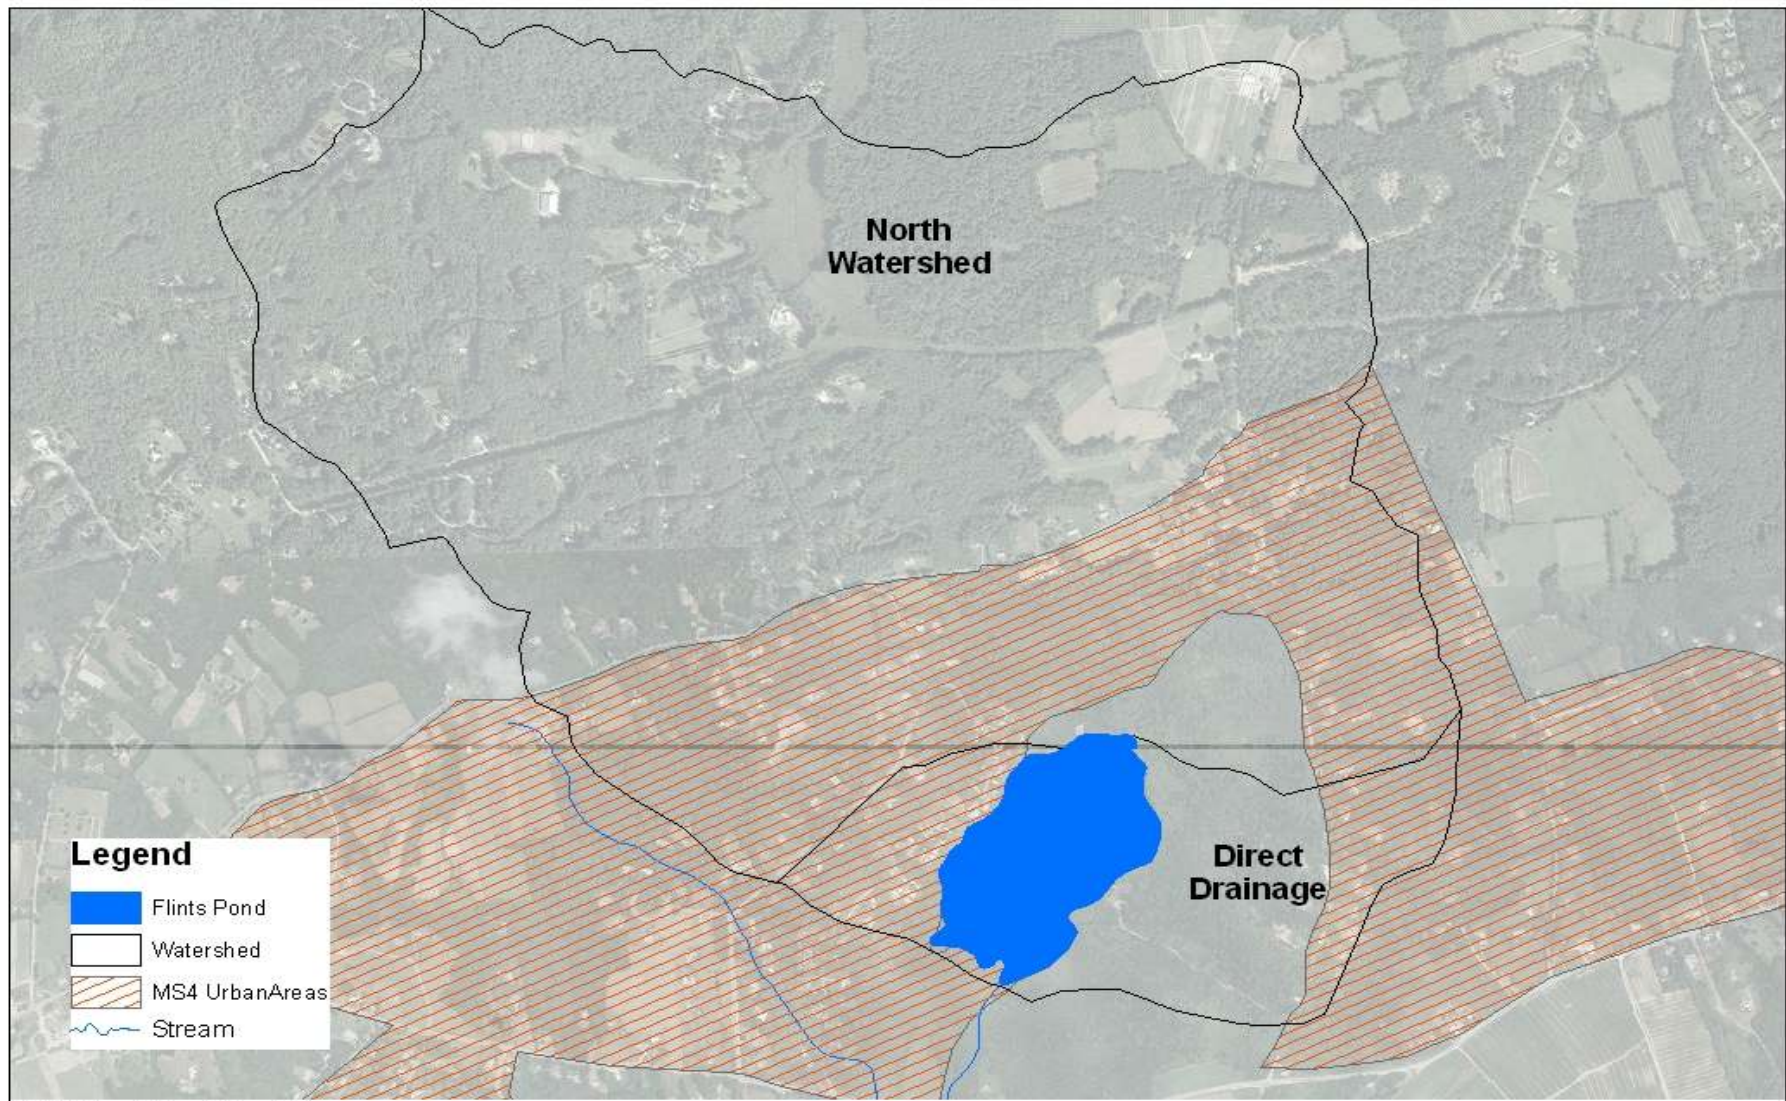 North
Watershed
Direct
Drainage
Legend
Flints Pond
Watershed
MS4 UrbanAreas
Stream